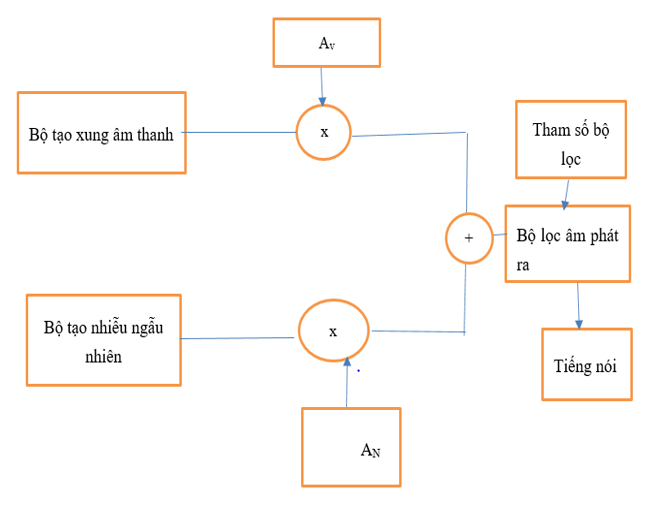 Av
Bộ tạo xung âm thanh
x
Tham số bộ
lọc
+
Bộ lọc âm phát
ra
Bộ tạo nhiễu ngẫu
nhiên
x
Tiếng nói
AN